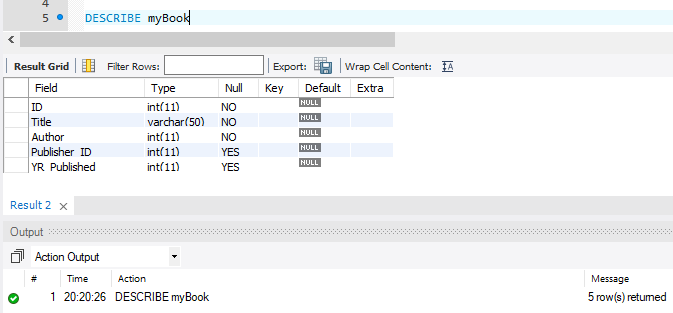 4
5 DESCRIBE myBook
Result Grid Filter Rows: Export: Wrap Cell Content: IA
Field Type Null Key Default Extra
ID int(11) NO NULL
Title varchar(50) NO NULL
Author int(11) NO NULL
Publisher_ID int(11) YES NULL
YR_Published int(11) YES NULL
Result 2 ×
Output
Action Output
# Time Action Message
1 20:20:26 DESCRIBE myBook 5 row(s) returned